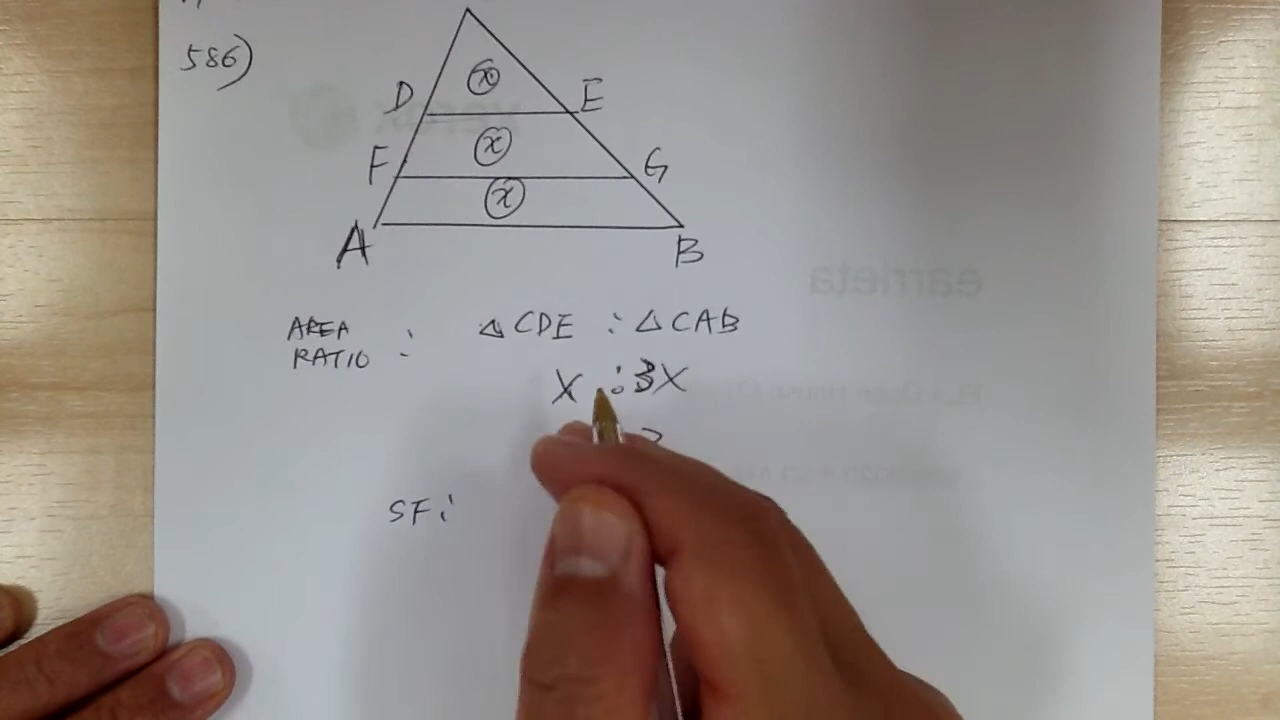 586)
D
E
F
G
A
B
x
x
x
AREA RATIO : △CDE : △CAB
X : 3X
SF: